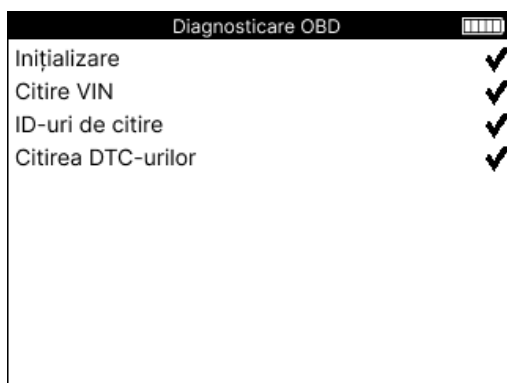 Diagnosticare OBD
Inițializare
Citire VIN
ID-uri de citire
Citirea DTC-urilor